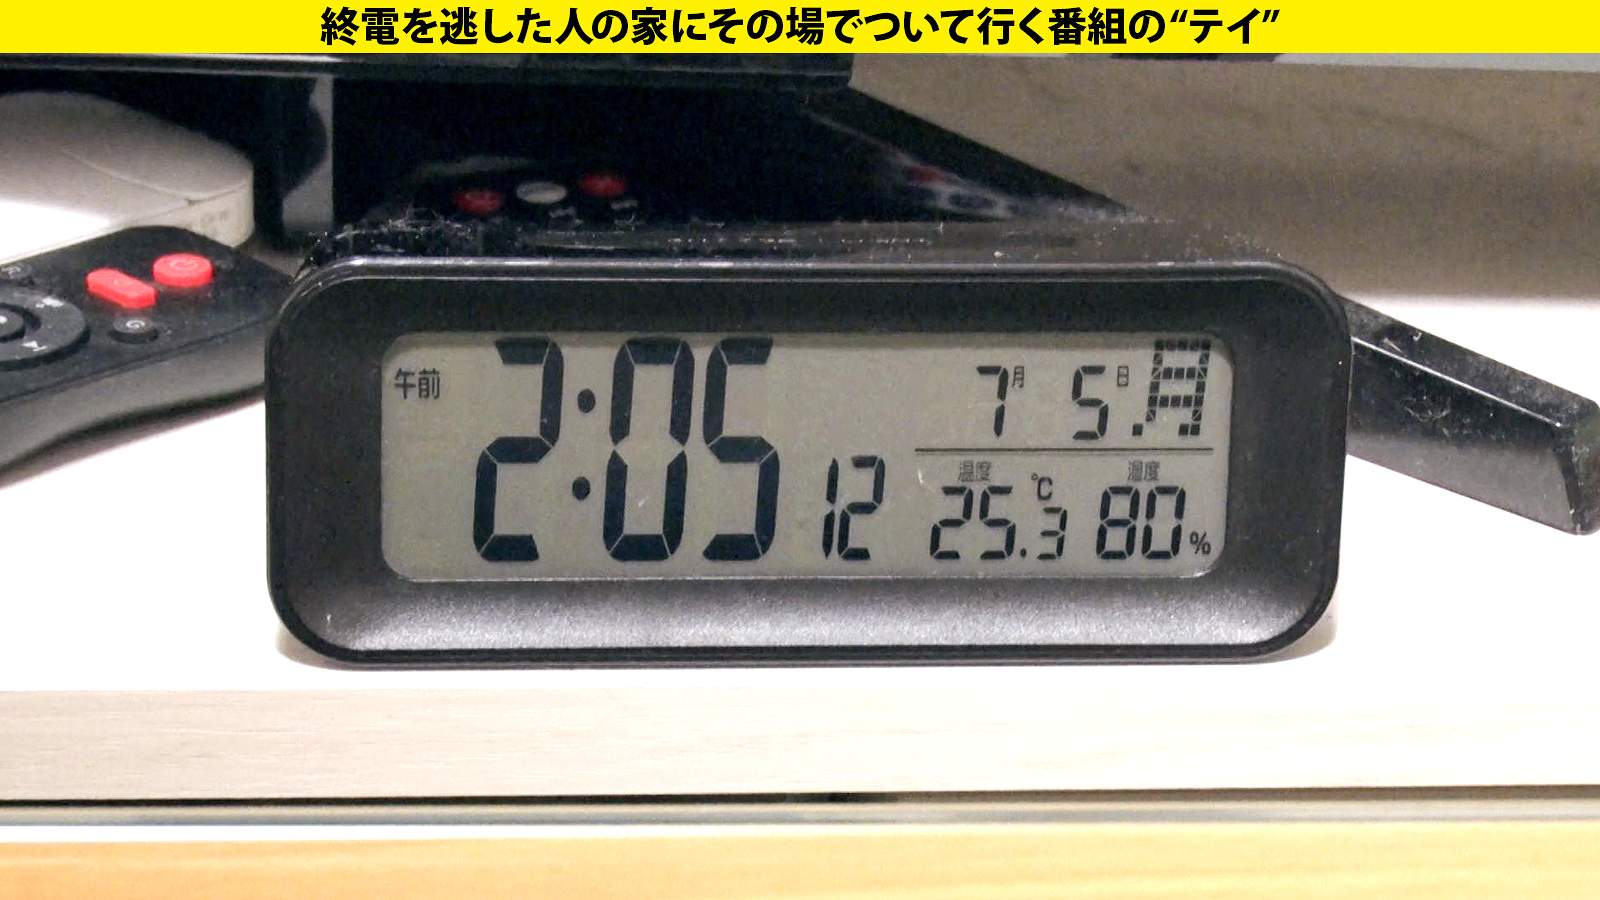 終電を逃した人の家にその場でついて行く番組の“テイ”
午前 2:05 12
7月 5日.月
温度 湿度
25.3℃ 80%